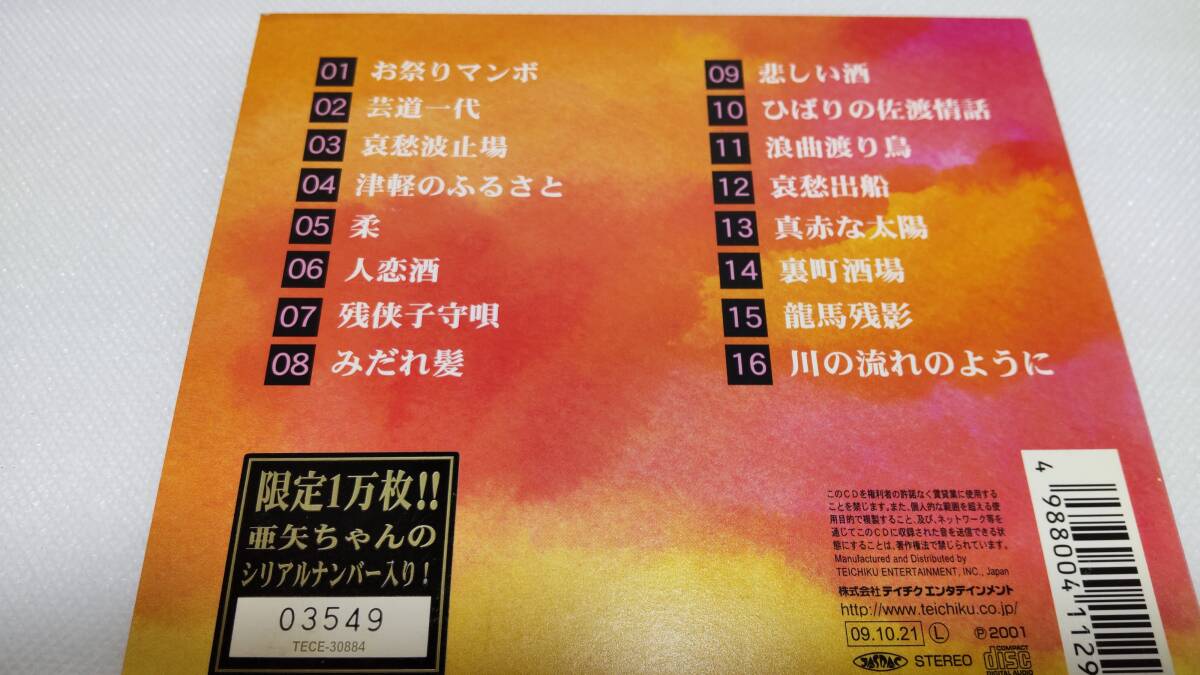 01 お祭りマンボ
02 芸道一代
03 哀愁波止場
04 津軽のふるさと
05 柔
06 人恋酒
07 残侠子守唄
08 みだれ髪
09 悲しい酒
10 ひばりの佐渡情話
11 浪曲渡り鳥
12 哀愁出船
13 真赤な太陽
14 裏町酒場
15 龍馬残影
16 川の流れのように
限定1万枚!!
亜矢ちゃんの
シリアルナンバー入り!
03549
TECE-30884
このCDを権利者の許諾なく賃貸業に使用する
ことを禁じます。また、個人的な範囲を超える使
用目的で複製すること、及び、ネットワーク等を
通じてこのCDに収録された音を送信できる状
態にすることは、著作権法で禁じられています。
Manufactured and Distributed by
TEICHIKU ENTERTAINMENT, INC., Japan
株式会社テイチクエンタテインメント
http://www.teichiku.co.jp/
09.10.21 L ℗2001
JASRAC STEREO COMPACT disc DIGITAL AUDIO
4 988004 1129